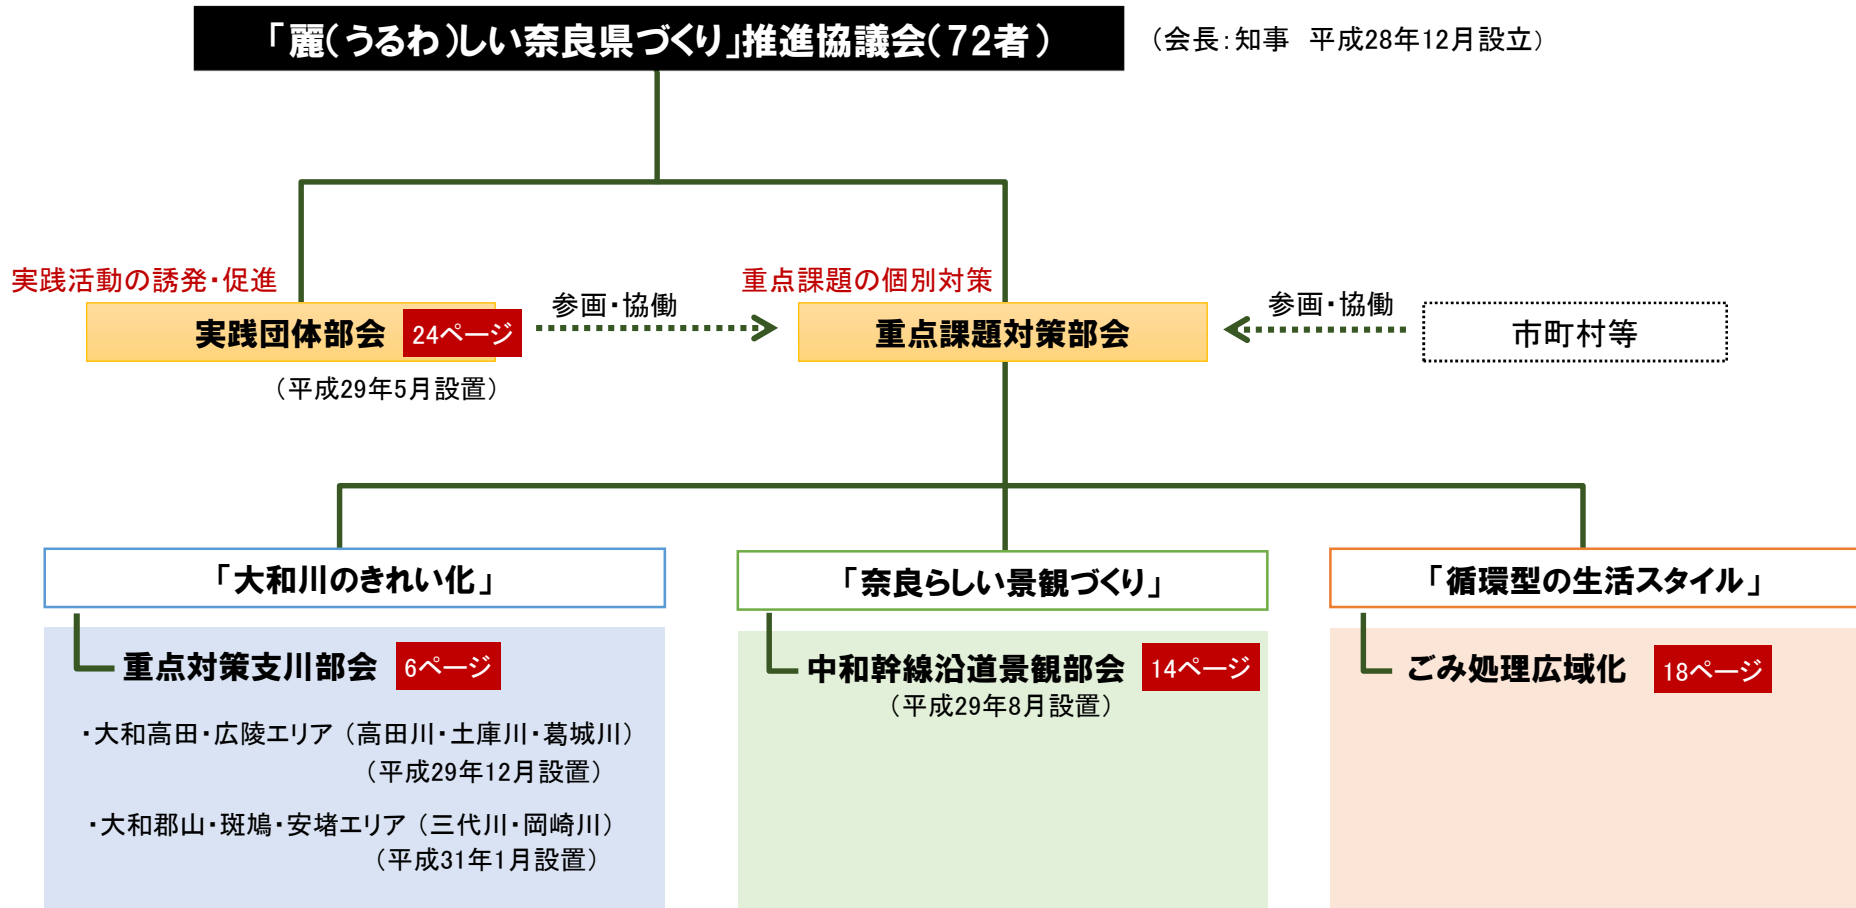 「麗(うるわ)しい奈良県づくり」推進協議会(72者)
(会長:知事 平成28年12月設立)
実践活動の誘発・促進
重点課題の個別対策
実践団体部会 24ページ
参画・協働
重点課題対策部会
参画・協働
市町村等
(平成29年5月設置)
「大和川のきれい化」
「奈良らしい景観づくり」
「循環型の生活スタイル」
重点対策支川部会 6ページ
・大和高田・広陵エリア(高田川・土庫川・葛城川)
(平成29年12月設置)
・大和郡山・斑鳩・安堵エリア(三代川・岡崎川)
(平成31年1月設置)
中和幹線沿道景観部会 14ページ
(平成29年8月設置)
ごみ処理広域化 18ページ